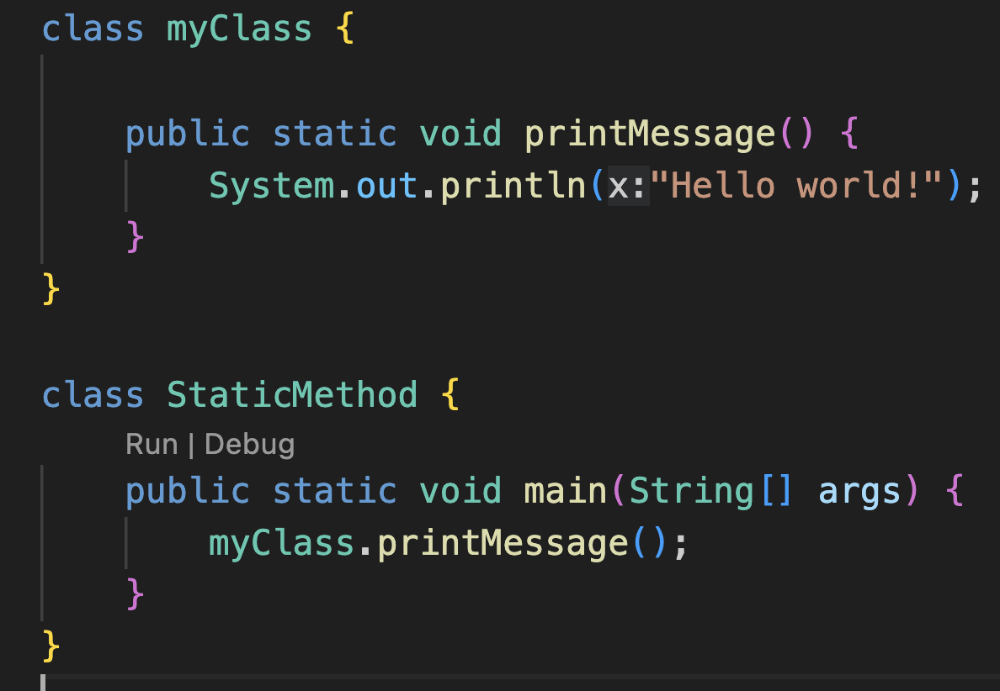 class myClass {
public static void printMessage() {
System.out.println(x:"Hello world!");
}
}
class StaticMethod {
Run | Debug
public static void main(String[] args) {
myClass.printMessage();
}
}